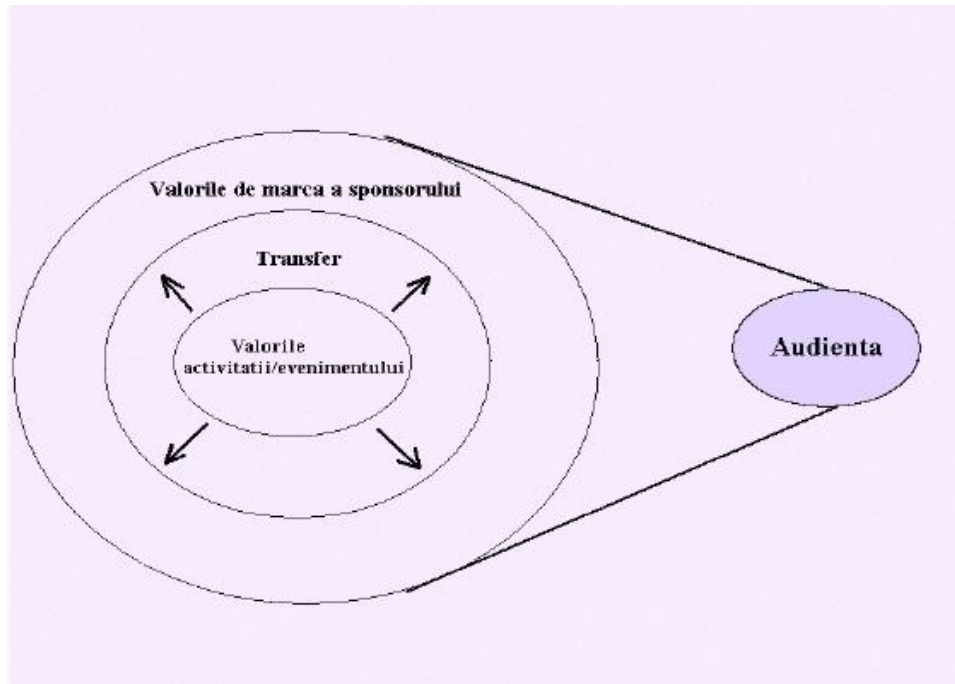 Valorile de marca a sponsorului
Transfer
Valorile
activitatii/evenimentului
Audienta